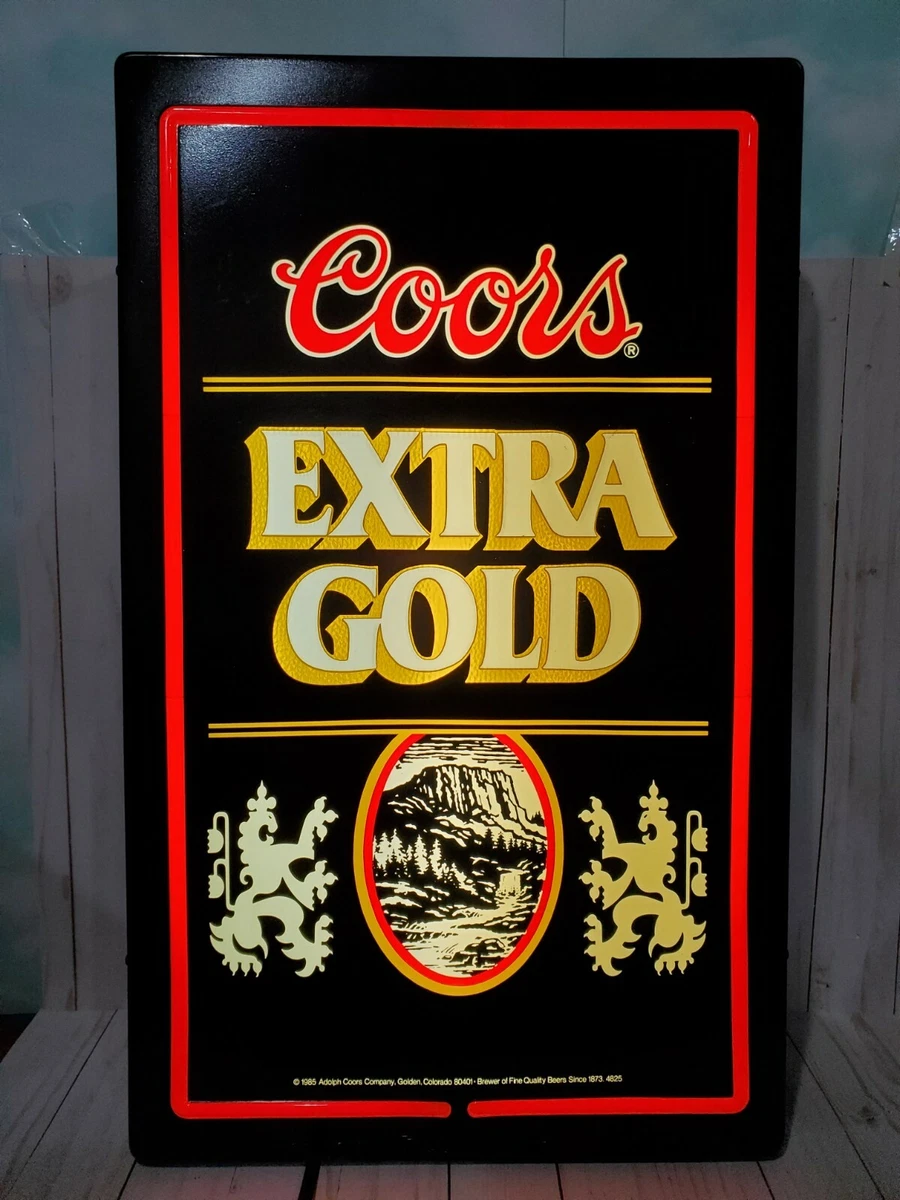 Coors®
EXTRA
GOLD
© 1985 Adolph Coors Company, Golden, Colorado 80401 · Brewer of Fine Quality Beers Since 1873. 4825